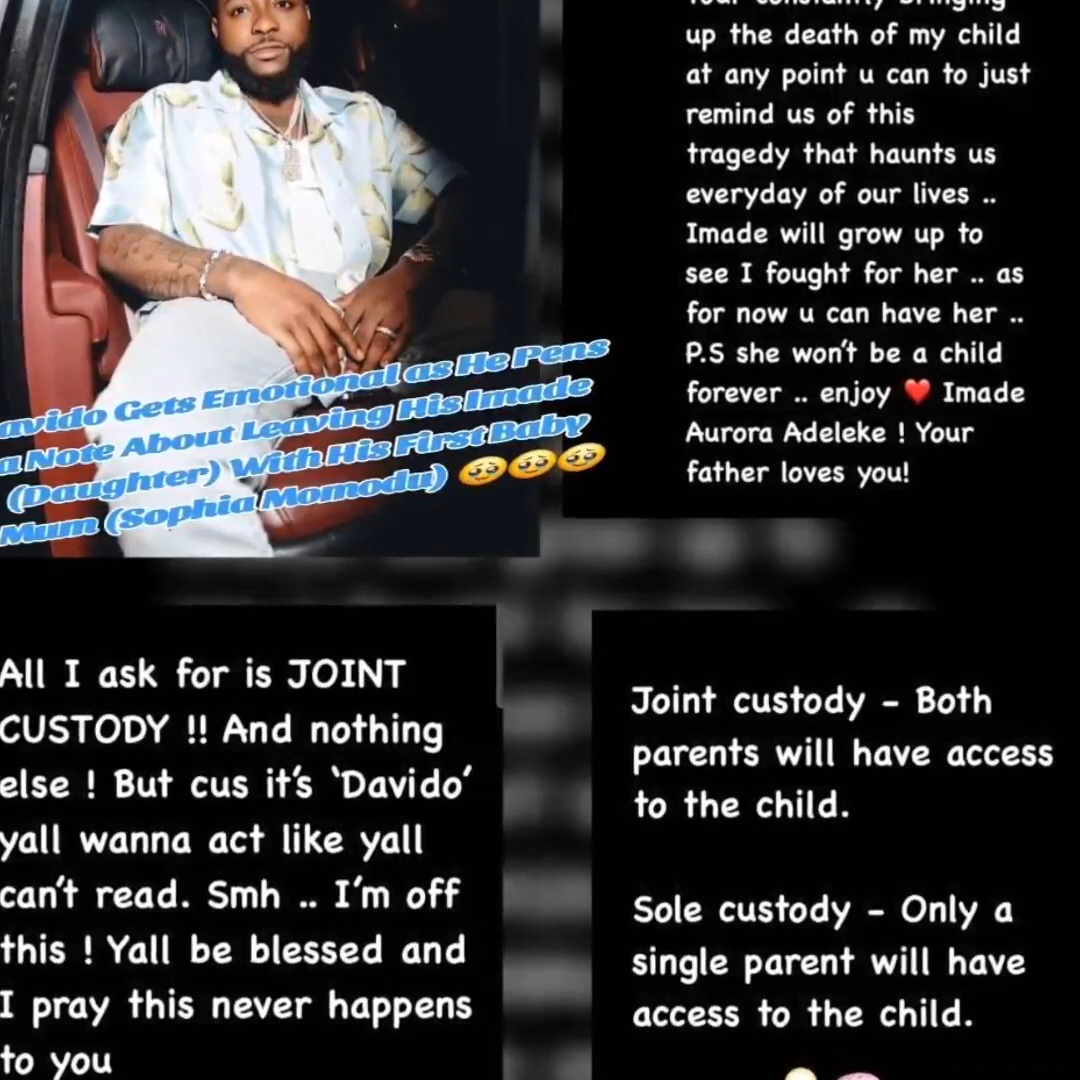 avido Gets Emotional as He Pens
a Note About Leaving His Imade
(Daughter) With His First Baby
Mum (Sophia Momodu) 🥺🥺🥺
Your constantly bringing
up the death of my child
at any point u can to just
remind us of this
tragedy that haunts us
everyday of our lives ..
Imade will grow up to
see I fought for her .. as
for now u can have her ..
P.S she won't be a child
forever .. enjoy ❤️ Imade
Aurora Adeleke ! Your
father loves you!
All I ask for is JOINT
CUSTODY !! And nothing
else ! But cus it's 'Davido'
yall wanna act like yall
can't read. Smh .. I'm off
this ! Yall be blessed and
I pray this never happens
to you
Joint custody - Both
parents will have access
to the child.
Sole custody - Only a
single parent will have
access to the child.